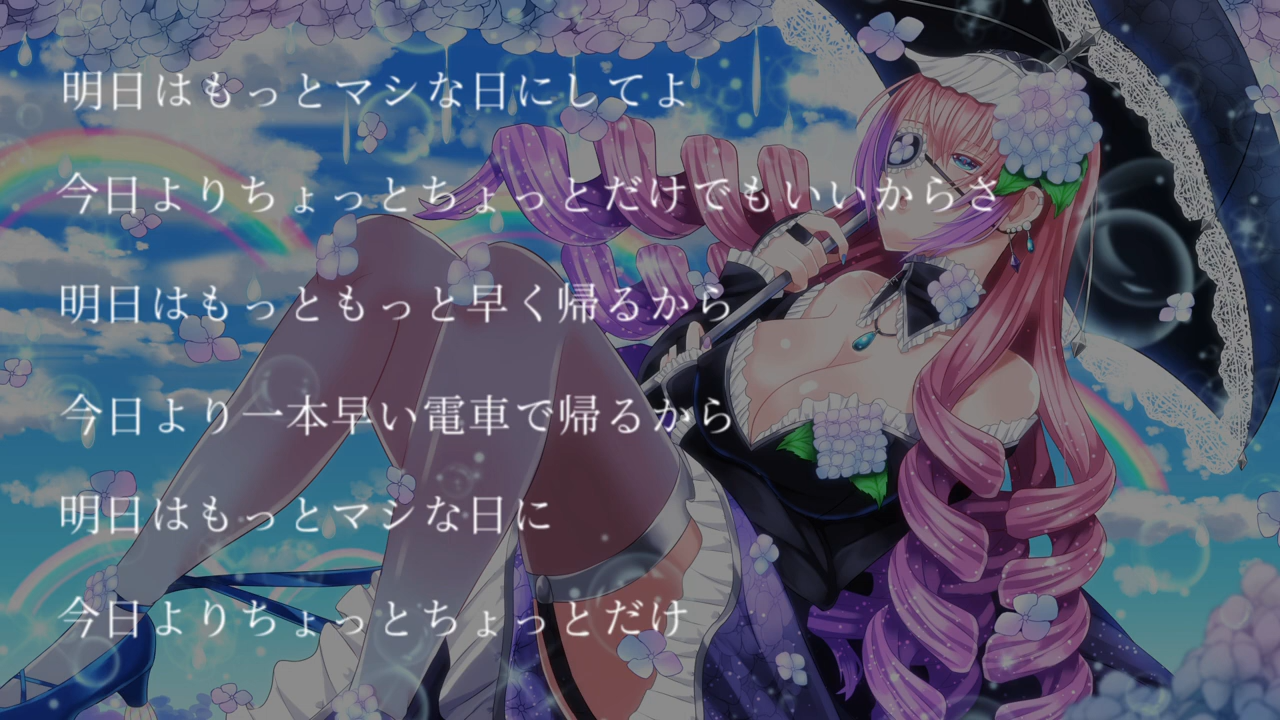 明日はもっとマシな日にしてよ
今日よりちょっとちょっとだけでもいいからさ
明日はもっともっと早く帰るから
今日より一本早い電車で帰るから
明日はもっとマシな日に
今日よりちょっとちょっとだけ